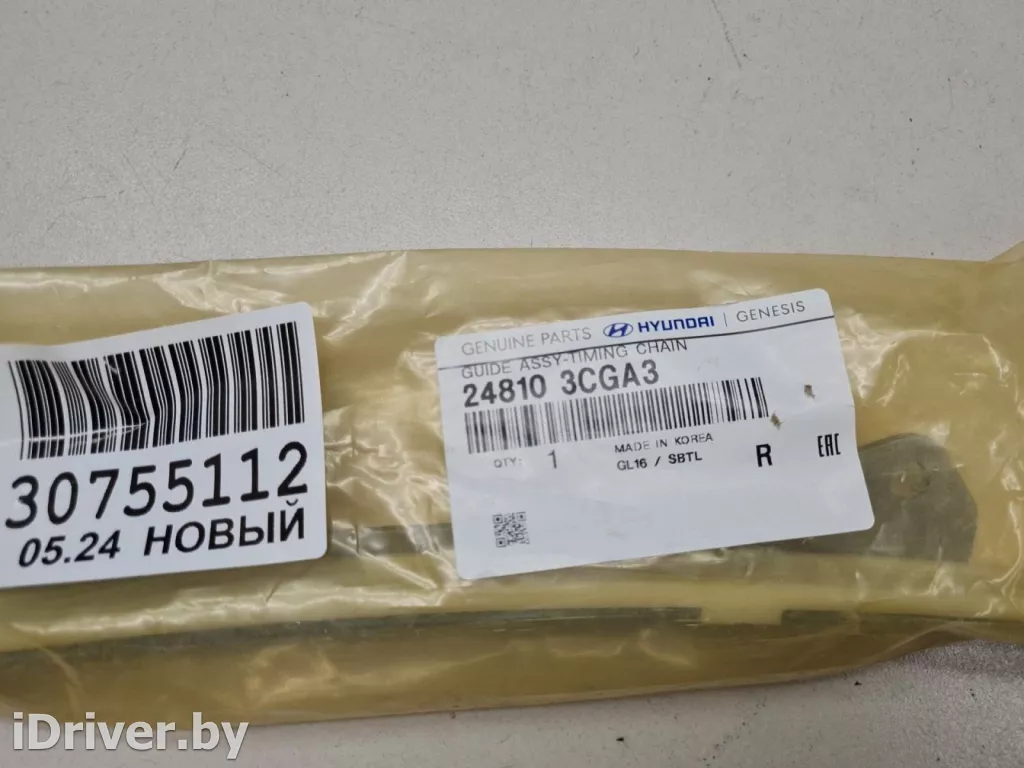 30755112
05.24 НОВЫЙ
GENUINE PARTS HYUNDAI | GENESIS
GUIDE ASSY-TIMING CHAIN
24810 3CGA3
QTY: 1
MADE IN KOREA
GL16 / SBTL
R
EAC
iDriver.by